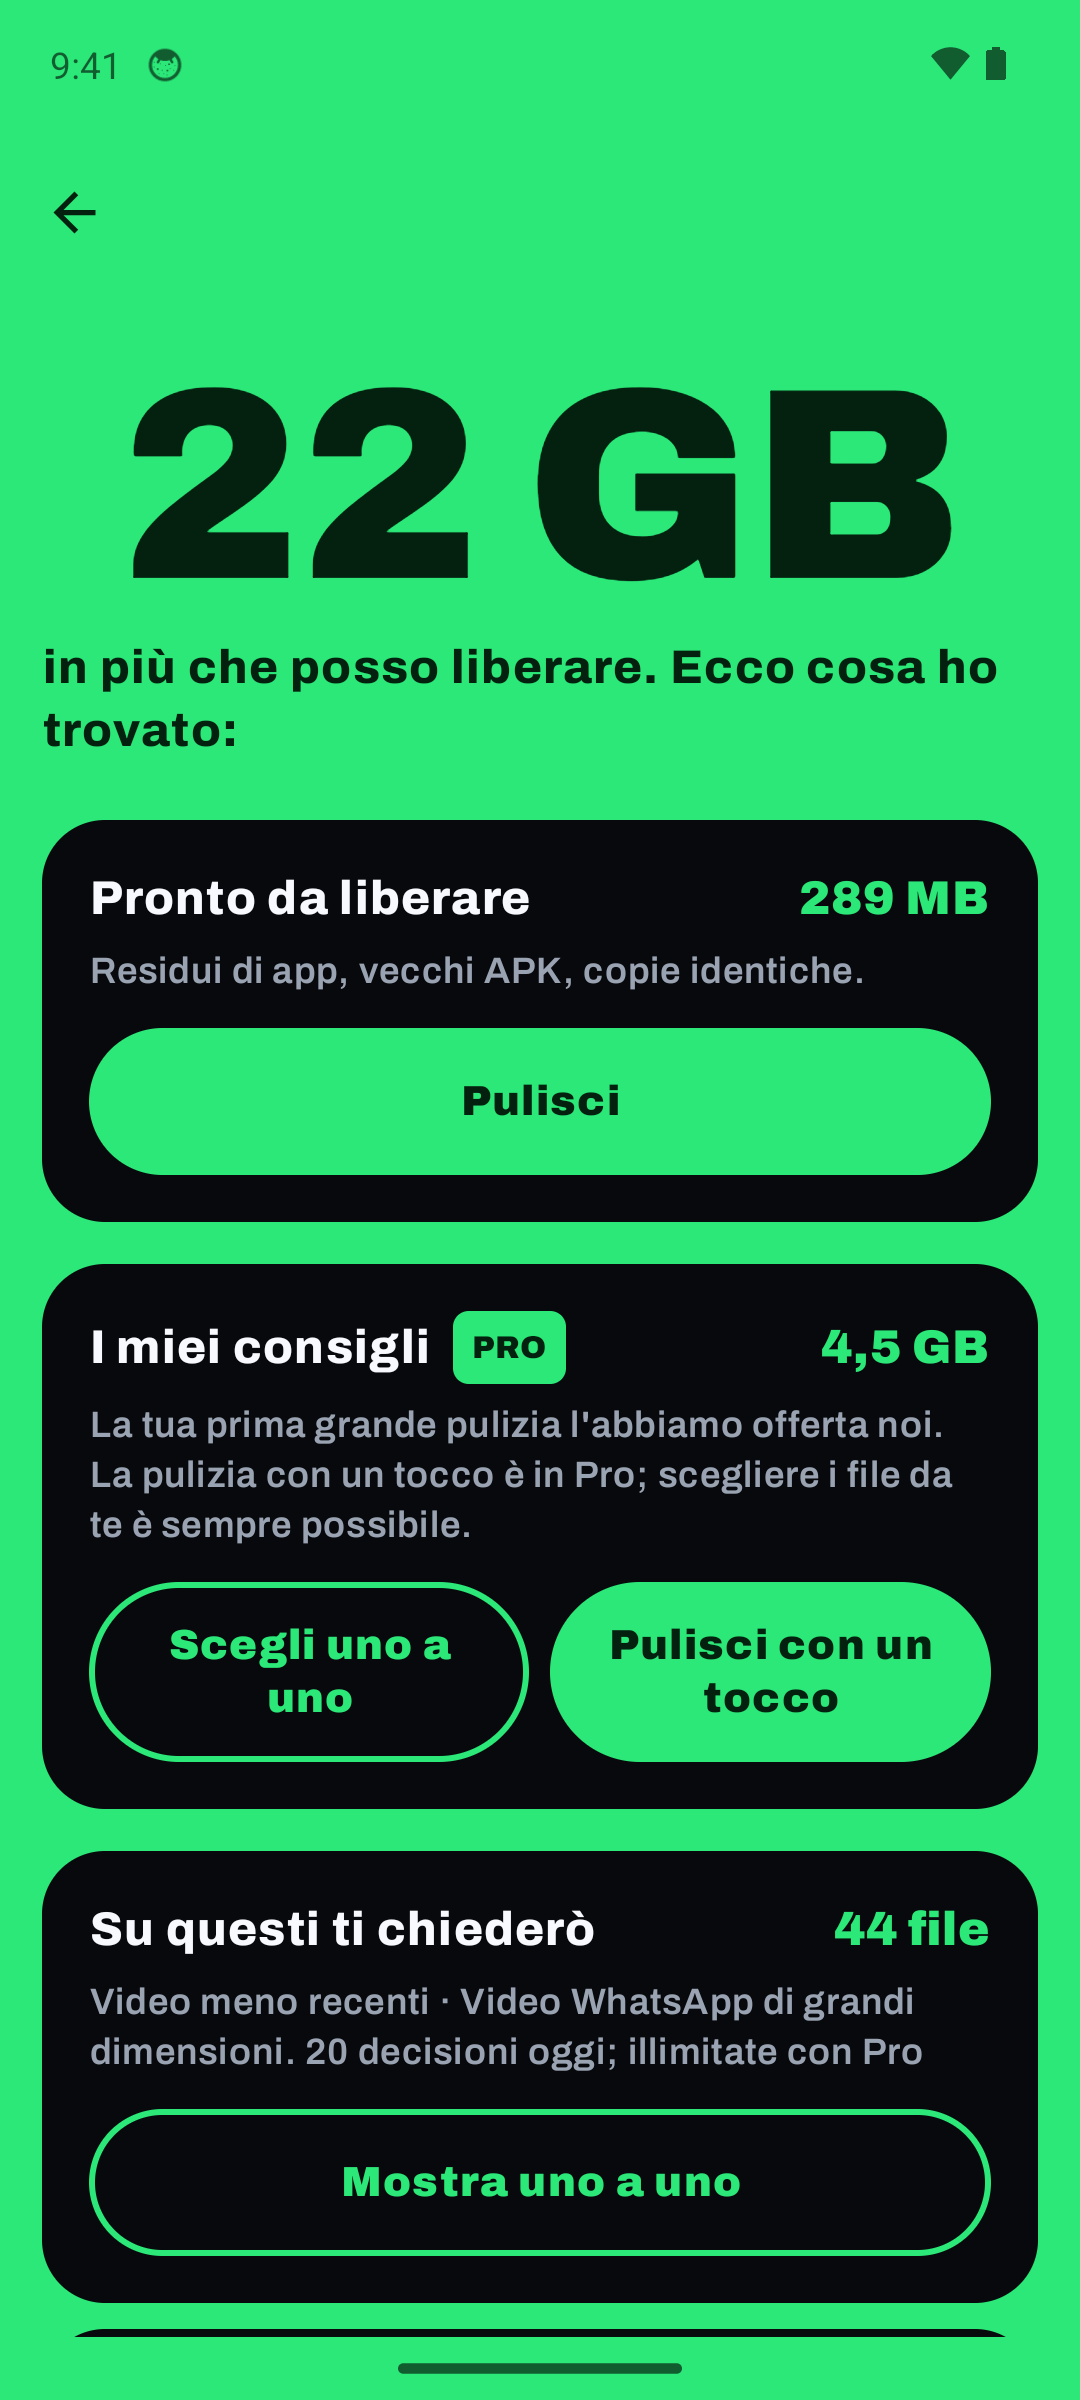 9:41
22 GB
in più che posso liberare. Ecco cosa ho
trovato:
Pronto da liberare
289 MB
Residui di app, vecchi APK, copie identiche.
Pulisci
I miei consigli
PRO
4,5 GB
La tua prima grande pulizia l'abbiamo offerta noi.
La pulizia con un tocco è in Pro; scegliere i file da
te è sempre possibile.
Scegli uno a
uno
Pulisci con un
tocco
Su questi ti chiederò
44 file
Video meno recenti · Video WhatsApp di grandi
dimensioni. 20 decisioni oggi; illimitate con Pro
Mostra uno a uno